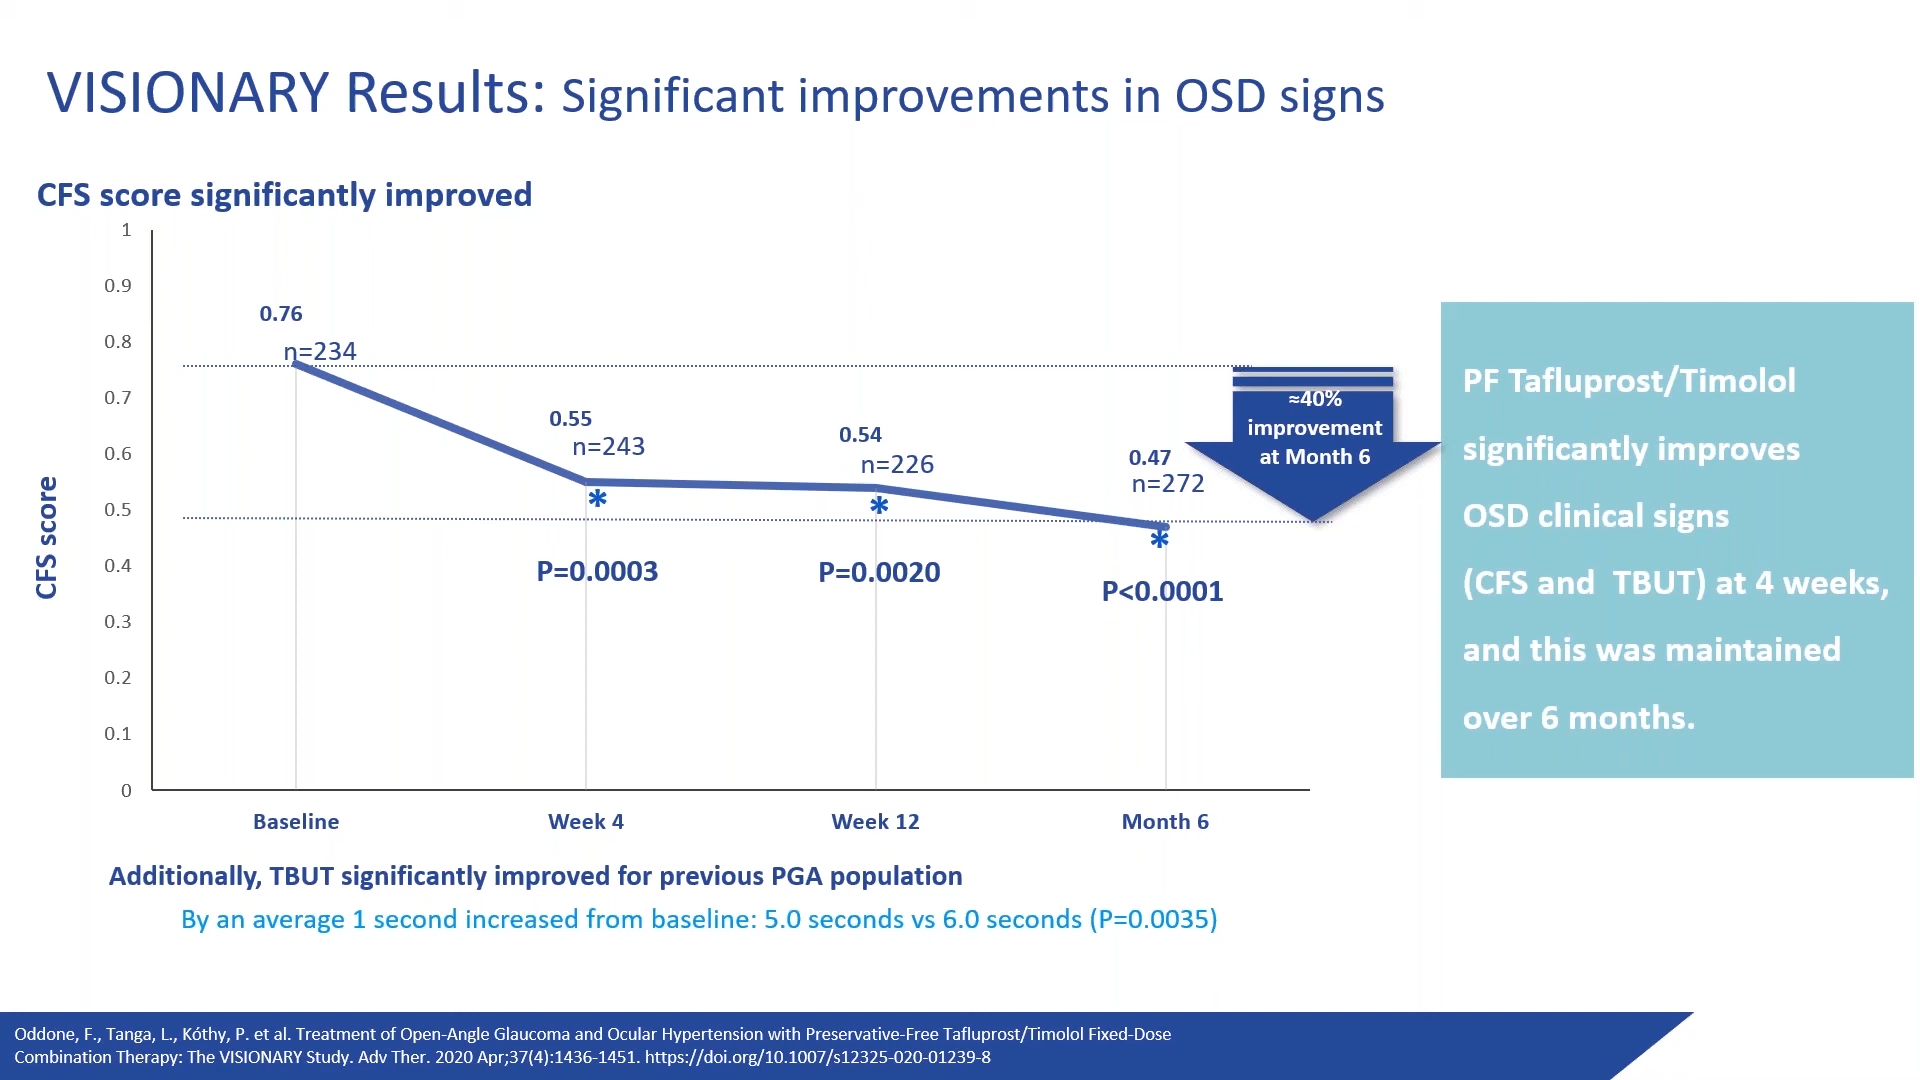 VISIONARY Results: Significant improvements in OSD signs
CFS score significantly improved
CFS score
1
0.9
0.8
0.7
0.6
0.5
0.4
0.3
0.2
0.1
0
0.76
n=234
0.55
n=243
*
P=0.0003
0.54
n=226
*
P=0.0020
0.47
n=272
*
P<0.0001
≈40%
improvement
at Month 6
Baseline
Week 4
Week 12
Month 6
PF Tafluprost/Timolol
significantly improves
OSD clinical signs
(CFS and TBUT) at 4 weeks,
and this was maintained
over 6 months.
Additionally, TBUT significantly improved for previous PGA population
By an average 1 second increased from baseline: 5.0 seconds vs 6.0 seconds (P=0.0035)
Oddone, F., Tanga, L., Kóthy, P. et al. Treatment of Open-Angle Glaucoma and Ocular Hypertension with Preservative-Free Tafluprost/Timolol Fixed-Dose
Combination Therapy: The VISIONARY Study. Adv Ther. 2020 Apr;37(4):1436-1451. https://doi.org/10.1007/s12325-020-01239-8